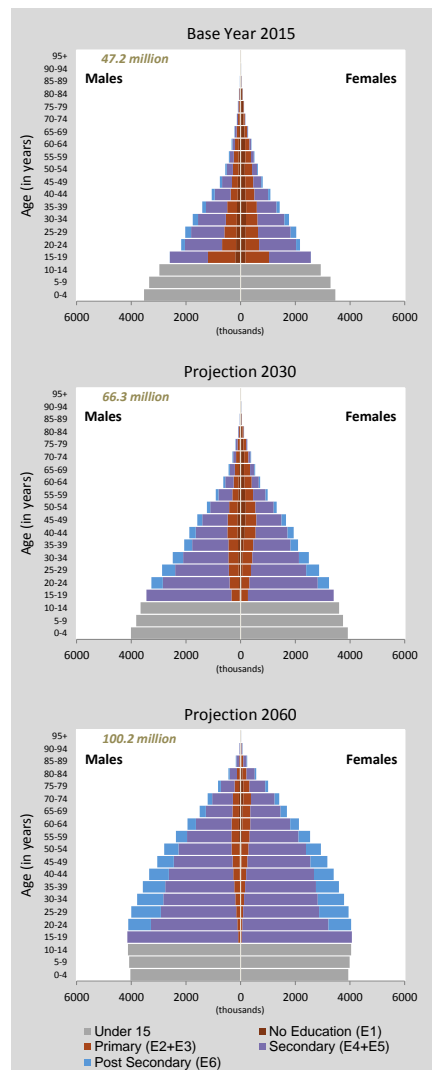 Base Year 2015
47.2 million
Males
Females
Age (in years)
95+
90-94
85-89
80-84
75-79
70-74
65-69
60-64
55-59
50-54
45-49
40-44
35-39
30-34
25-29
20-24
15-19
10-14
5-9
0-4
6000 4000 2000 0 2000 4000 6000
(thousands)
Projection 2030
66.3 million
Males
Females
Age (in years)
95+
90-94
85-89
80-84
75-79
70-74
65-69
60-64
55-59
50-54
45-49
40-44
35-39
30-34
25-29
20-24
15-19
10-14
5-9
0-4
6000 4000 2000 0 2000 4000 6000
(thousands)
Projection 2060
100.2 million
Males
Females
Age (in years)
95+
90-94
85-89
80-84
75-79
70-74
65-69
60-64
55-59
50-54
45-49
40-44
35-39
30-34
25-29
20-24
15-19
10-14
5-9
0-4
6000 4000 2000 0 2000 4000 6000
(thousands)
Under 15 No Education (E1)
Primary (E2+E3) Secondary (E4+E5)
Post Secondary (E6)